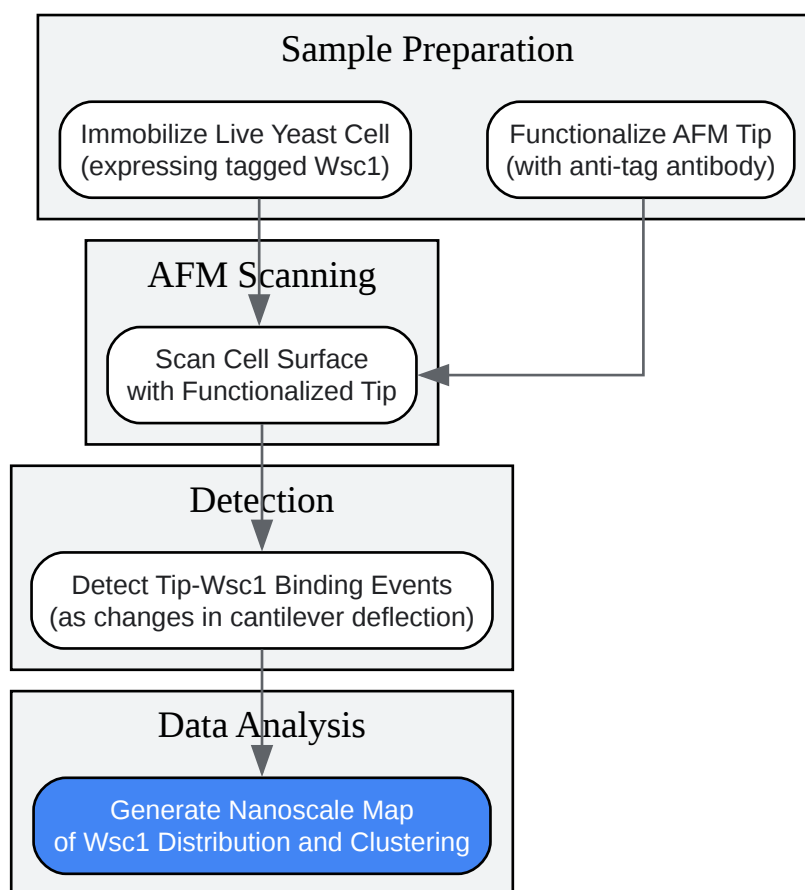 Sample Preparation
Immobilize Live Yeast Cell
(expressing tagged Wsc1)
Functionalize AFM Tip
(with anti-tag antibody)
AFM Scanning
Scan Cell Surface
with Functionalized Tip
Detection
Detect Tip-Wsc1 Binding Events
(as changes in cantilever deflection)
Data Analysis
Generate Nanoscale Map
of Wsc1 Distribution and Clustering